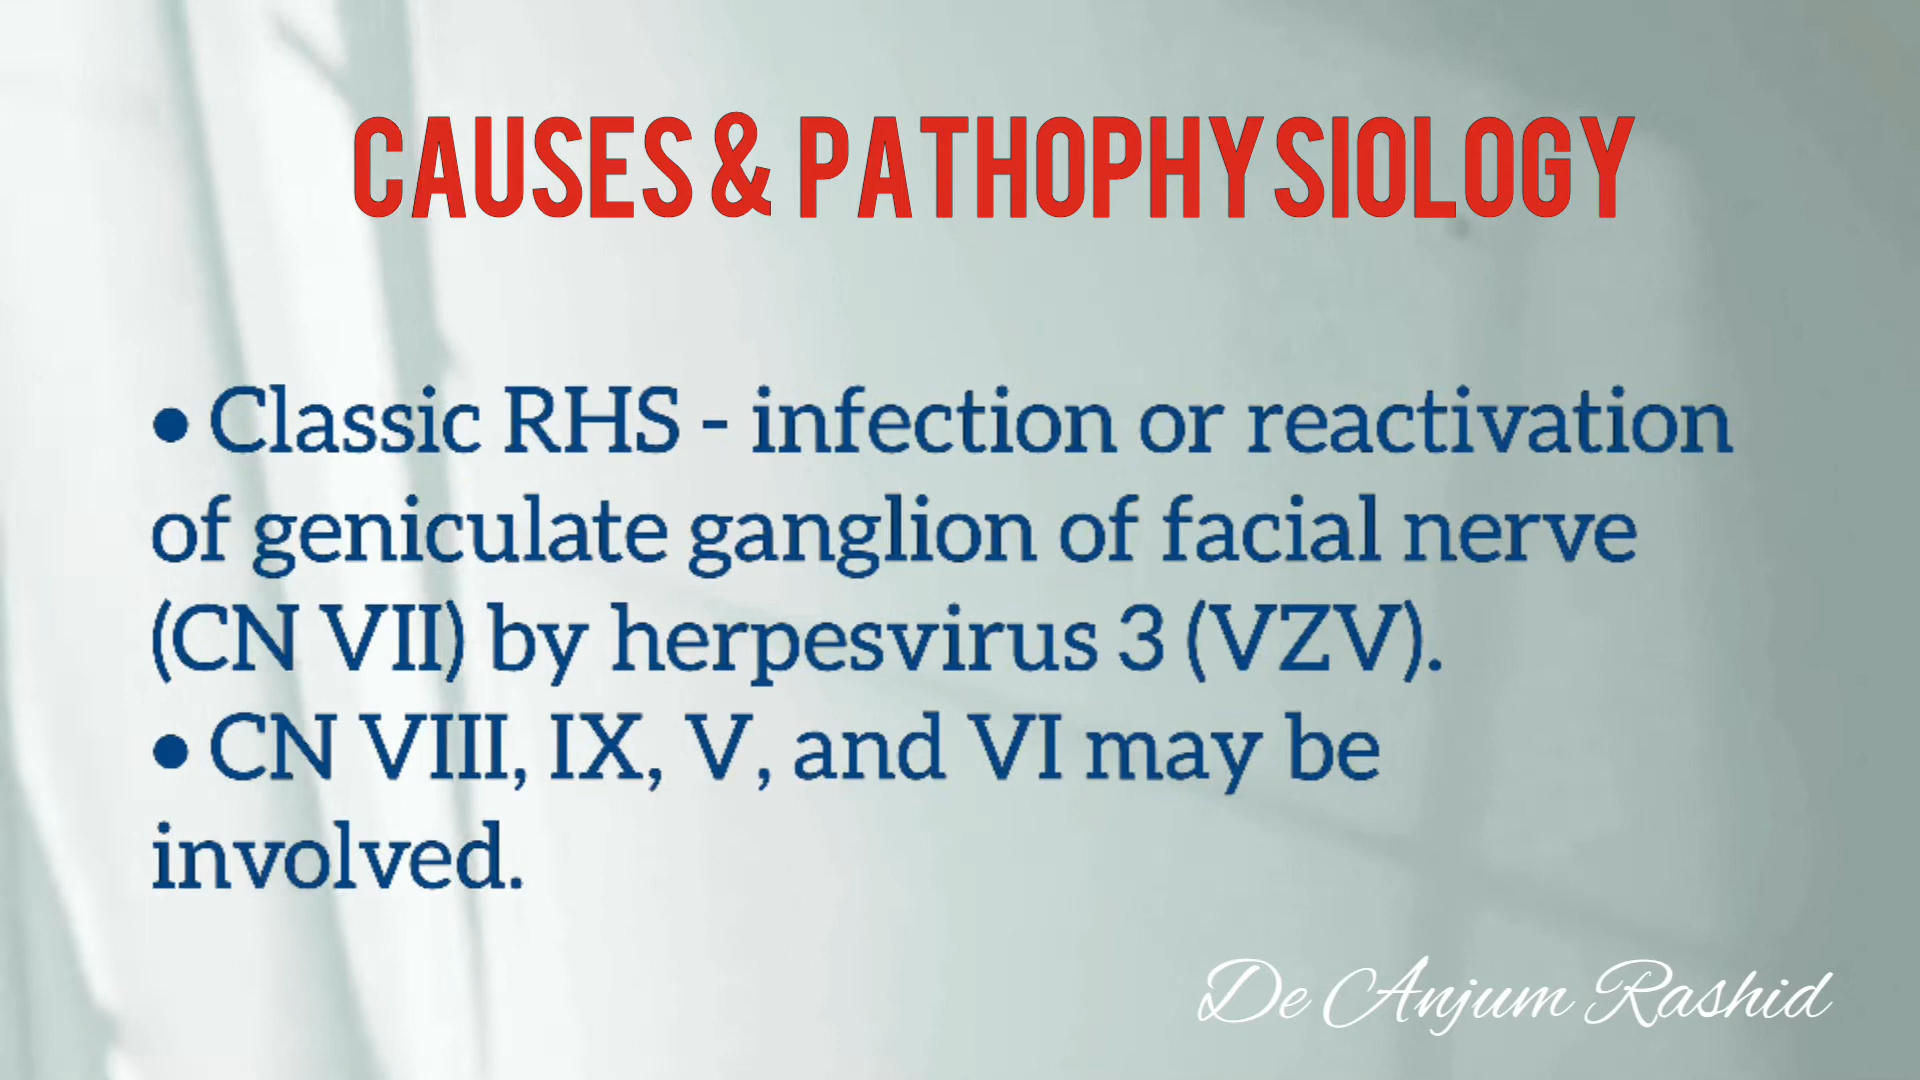 CAUSES & PATHOPHYSIOLOGY
• Classic RHS - infection or reactivation
of geniculate ganglion of facial nerve
(CN VII) by herpesvirus 3 (VZV).
• CN VIII, IX, V, and VI may be
involved.
De Anjum Rashid